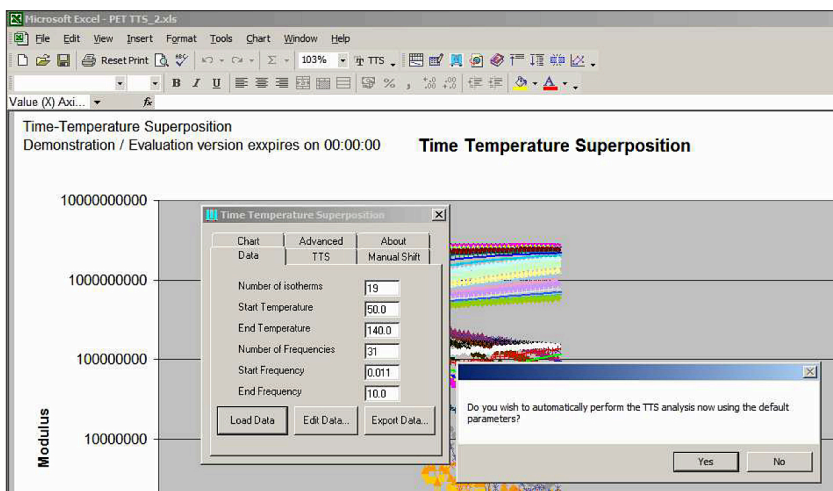 Microsoft Excel - PET TTS_2.xls
File Edit View Insert Format Tools Chart Window Help
Reset Print 103% TTS
B I U % ,
Value (X) Axi... fx
Time-Temperature Superposition
Demonstration / Evaluation version exxpires on 00:00:00
Time Temperature Superposition
10000000000
1000000000
100000000
10000000
Modulus
Time Temperature Superposition
Chart Advanced About
Data TTS Manual Shift
Number of isotherms 19
Start Temperature 50.0
End Temperature 140.0
Number of Frequencies 31
Start Frequency 0.011
End Frequency 10.0
Load Data Edit Data... Export Data...
Do you wish to automatically perform the TTS analysis now using the default
parameters?
Yes No